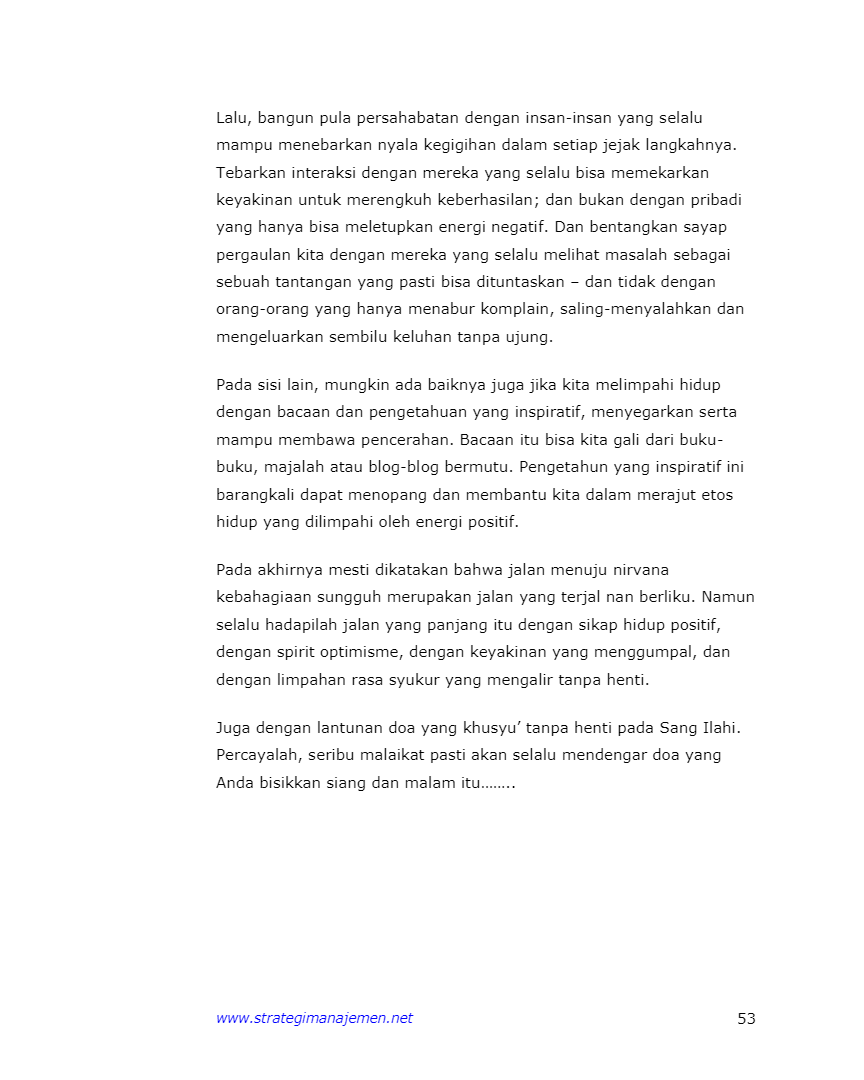 Lalu, bangun pula persahabatan dengan insan-insan yang selalu
mampu menebarkan nyala kegigihan dalam setiap jejak langkahnya.
Tebarkan interaksi dengan mereka yang selalu bisa memekarkan
keyakinan untuk merengkuh keberhasilan; dan bukan dengan pribadi
yang hanya bisa meletupkan energi negatif. Dan bentangkan sayap
pergaulan kita dengan mereka yang selalu melihat masalah sebagai
sebuah tantangan yang pasti bisa dituntaskan – dan tidak dengan
orang-orang yang hanya menabur komplain, saling-menyalahkan dan
mengeluarkan sembilu keluhan tanpa ujung.
Pada sisi lain, mungkin ada baiknya juga jika kita melimpahi hidup
dengan bacaan dan pengetahuan yang inspiratif, menyegarkan serta
mampu membawa pencerahan. Bacaan itu bisa kita gali dari buku-
buku, majalah atau blog-blog bermutu. Pengetahun yang inspiratif ini
barangkali dapat menopang dan membantu kita dalam merajut etos
hidup yang dilimpahi oleh energi positif.
Pada akhirnya mesti dikatakan bahwa jalan menuju nirvana
kebahagiaan sungguh merupakan jalan yang terjal nan berliku. Namun
selalu hadapilah jalan yang panjang itu dengan sikap hidup positif,
dengan spirit optimisme, dengan keyakinan yang menggumpal, dan
dengan limpahan rasa syukur yang mengalir tanpa henti.
Juga dengan lantunan doa yang khusyu’ tanpa henti pada Sang Ilahi.
Percayalah, seribu malaikat pasti akan selalu mendengar doa yang
Anda bisikkan siang dan malam itu……..
www.strategimanajemen.net 53